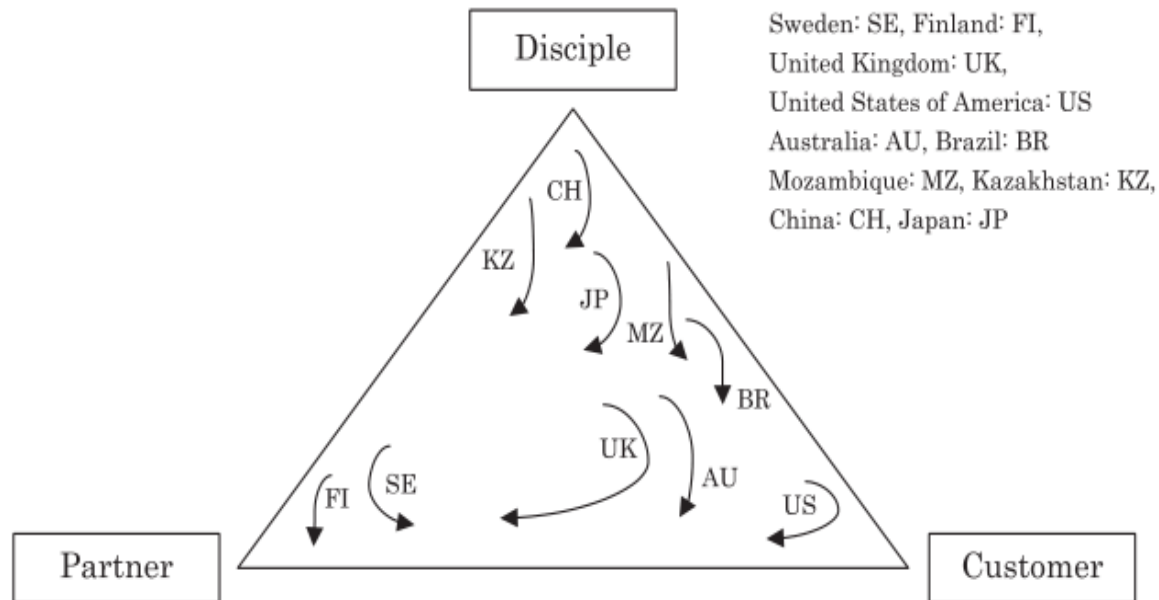 Disciple
Sweden: SE, Finland: FI,
United Kingdom: UK,
United States of America: US
Australia: AU, Brazil: BR
Mozambique: MZ, Kazakhstan: KZ,
China: CH, Japan: JP
CH
KZ
JP
MZ
BR
UK
AU
SE
FI
US
Partner
Customer